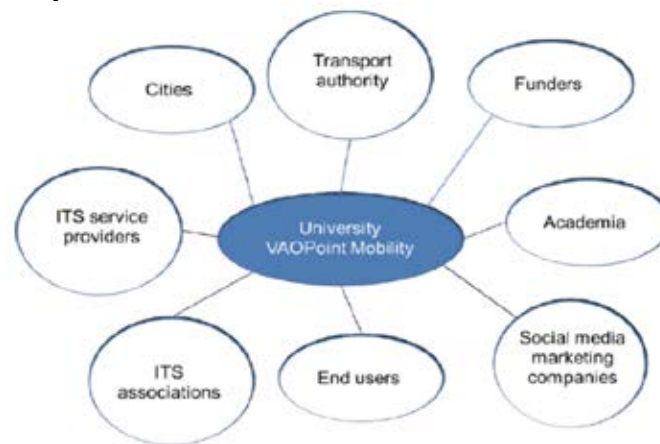 Transport
authority
Cities
Funders
ITS service
providers
University
VAOPoint Mobility
Academia
Social media
marketing
companies
ITS
associations
End users